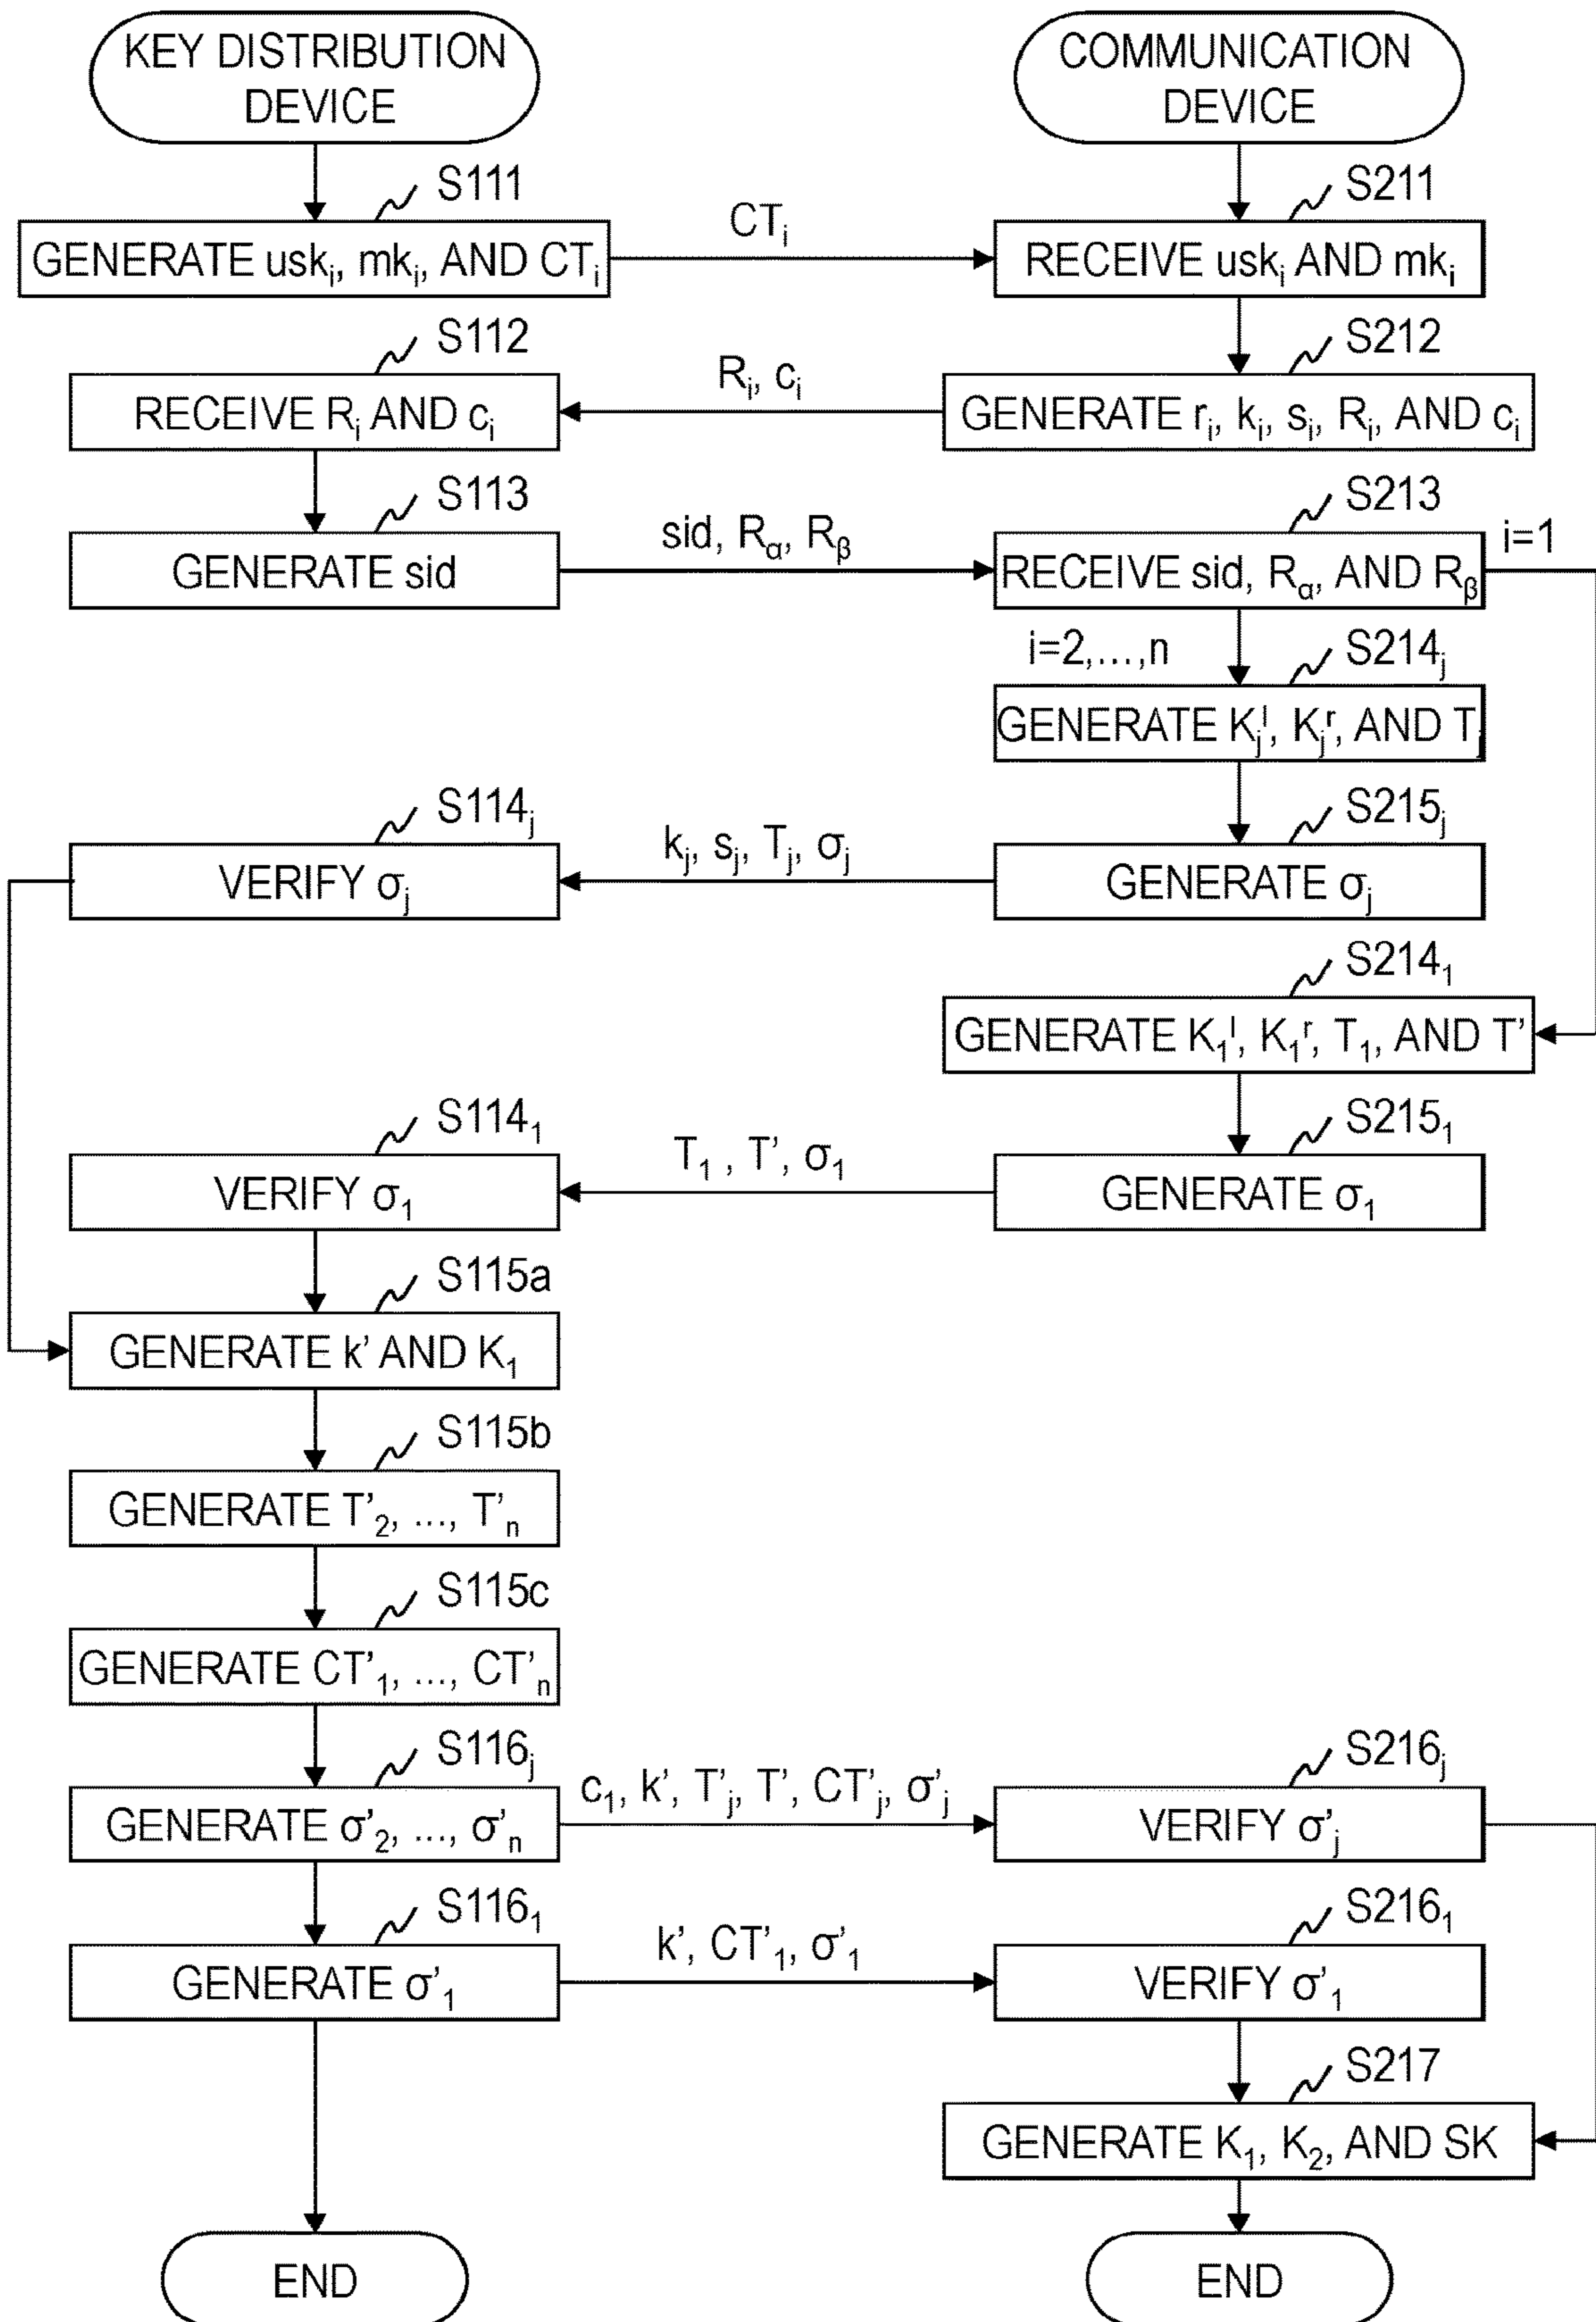 KEY DISTRIBUTION
DEVICE
COMMUNICATION
DEVICE
S111
S211
GENERATE uskᵢ, mkᵢ, AND CTᵢ
CTᵢ
RECEIVE uskᵢ AND mkᵢ
S112
S212
RECEIVE Rᵢ AND cᵢ
Rᵢ, cᵢ
GENERATE rᵢ, kᵢ, sᵢ, Rᵢ, AND cᵢ
S113
S213
GENERATE sid
sid, R_α, R_β
RECEIVE sid, R_α, AND R_β
i=1
i=2,...,n
S214ⱼ
GENERATE Kⱼˡ, Kⱼʳ, AND Tⱼ
S114ⱼ
S215ⱼ
VERIFY σⱼ
kⱼ, sⱼ, Tⱼ, σⱼ
GENERATE σⱼ
S214₁
GENERATE K₁ˡ, K₁ʳ, T₁, AND T’
S114₁
S215₁
VERIFY σ₁
T₁ , T’, σ₁
GENERATE σ₁
S115a
GENERATE k’ AND K₁
S115b
GENERATE T’₂, ..., T’ₙ
S115c
GENERATE CT’₁, ..., CT’ₙ
S116ⱼ
S216ⱼ
GENERATE σ’₂, ..., σ’ₙ
c₁, k’, T’ⱼ, T’, CT’ⱼ, σ’ⱼ
VERIFY σ’ⱼ
S116₁
S216₁
GENERATE σ’₁
k’, CT’₁, σ’₁
VERIFY σ’₁
S217
GENERATE K₁, K₂, AND SK
END
END